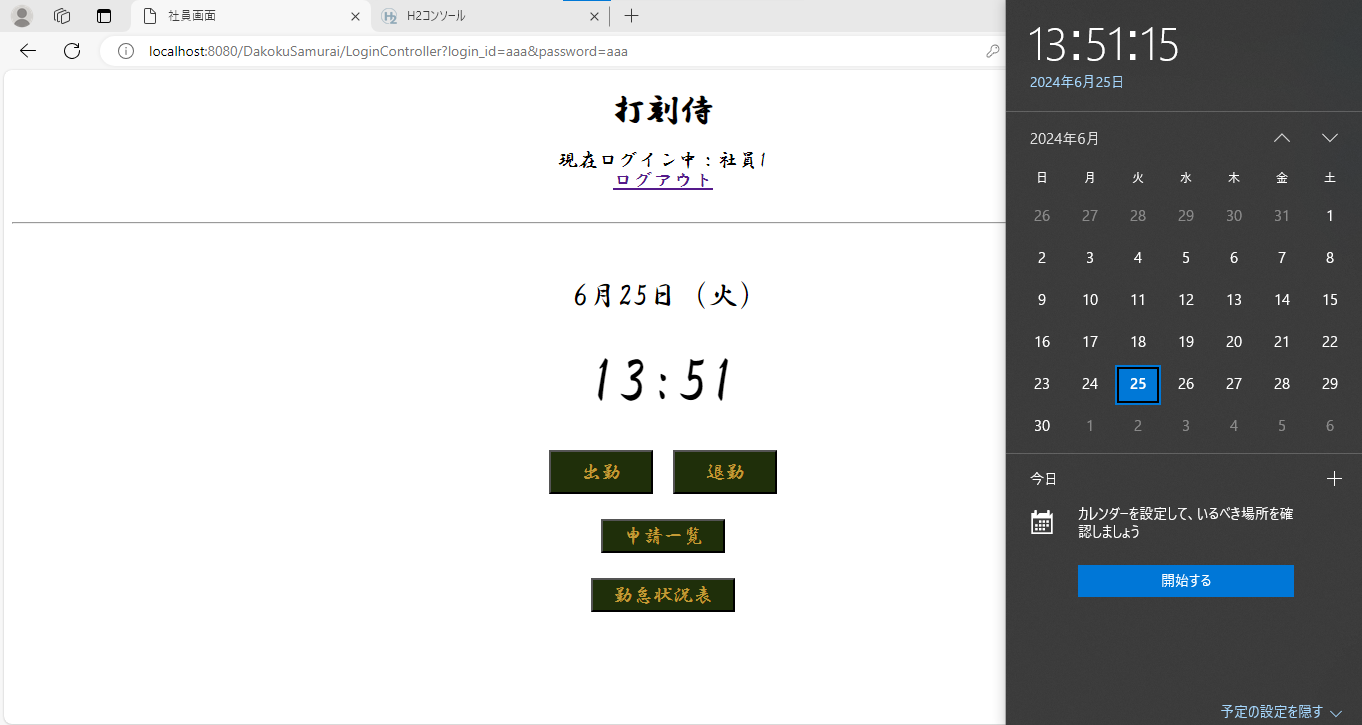 社員画面
H2コンソール
localhost:8080/DakokuSamurai/LoginController?login_id=aaa&password=aaa
打刻侍
現在ログイン中：社員1
ログアウト
6月25日（火）
13:51
出勤 退勤
申請一覧
勤怠状況表
13:51:15
2024年6月25日
2024年6月
日 月 火 水 木 金 土
26 27 28 29 30 31 1
2 3 4 5 6 7 8
9 10 11 12 13 14 15
16 17 18 19 20 21 22
23 24 25 26 27 28 29
30 1 2 3 4 5 6
今日
カレンダーを設定して、いるべき場所を確
認しましょう
開始する
予定の設定を隠す